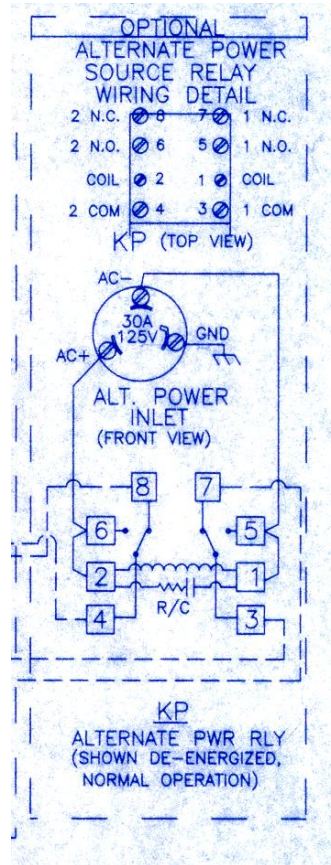 OPTIONAL
ALTERNATE POWER
SOURCE RELAY
WIRING DETAIL
2 N.C. 8 7 1 N.C.
2 N.O. 6 5 1 N.O.
COIL 2 1 COIL
2 COM 4 3 1 COM
KP (TOP VIEW)
AC-
30A
125V
GND
AC+
ALT. POWER
INLET
(FRONT VIEW)
8 7
6 5
2 1
R/C
4 3
KP
ALTERNATE PWR RLY
(SHOWN DE-ENERGIZED,
NORMAL OPERATION)